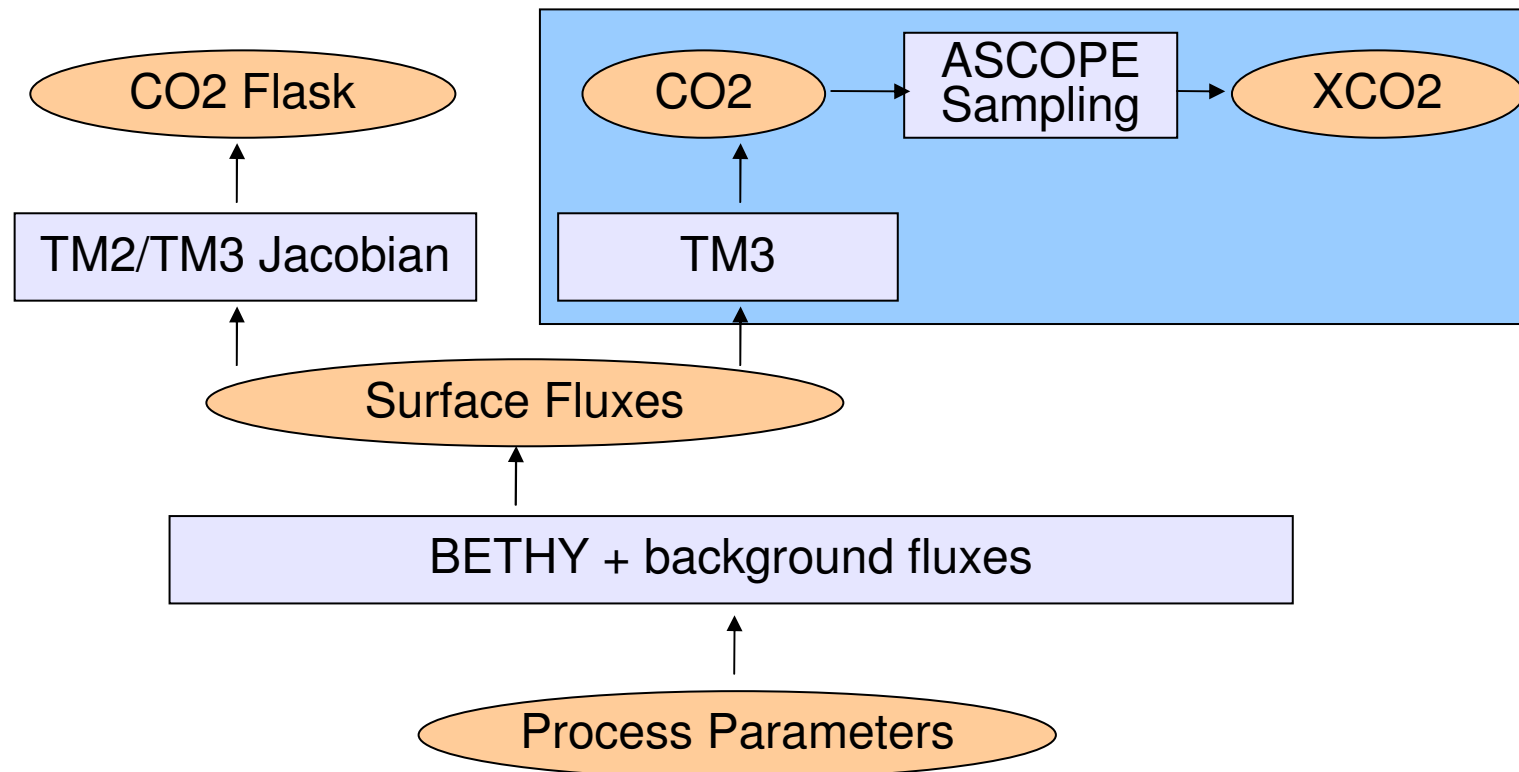 CO2 Flask
CO2
ASCOPE
Sampling
XCO2
TM2/TM3 Jacobian
TM3
Surface Fluxes
BETHY + background fluxes
Process Parameters